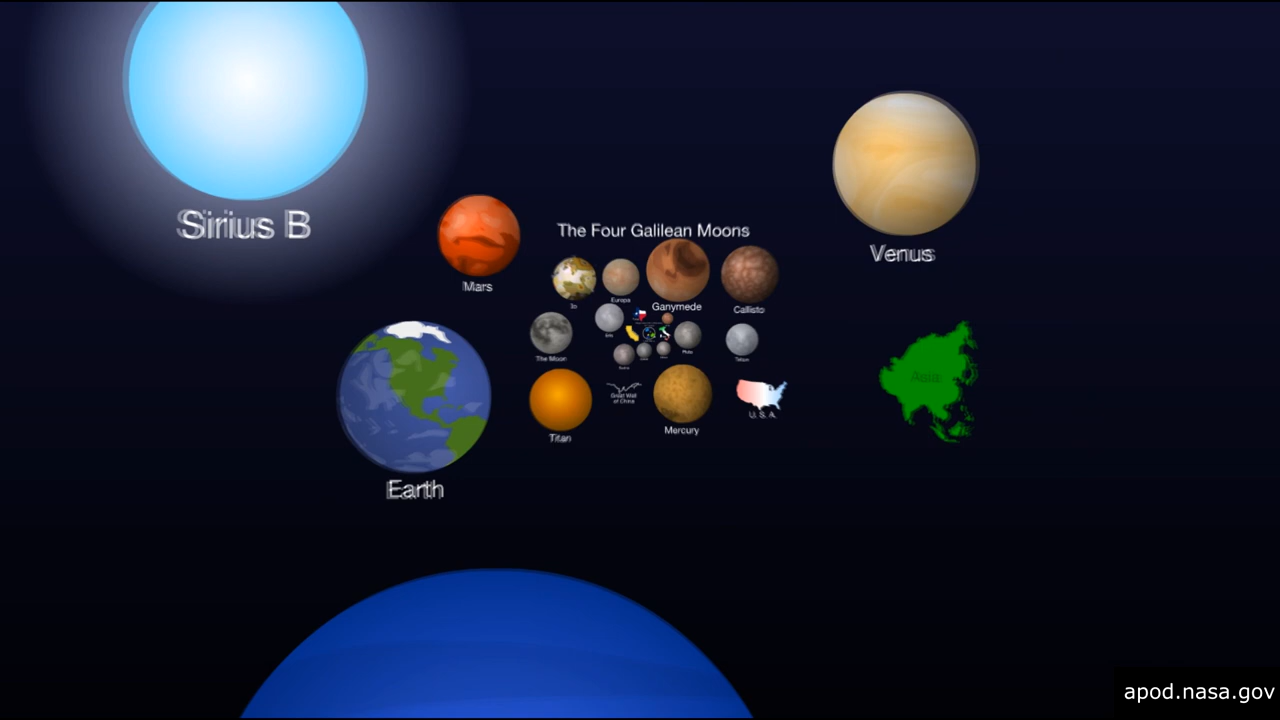 Sirius B
The Four Galilean Moons
Venus
Mars
Io
Europa
Ganymede
Callisto
The Moon
Pluto
Great Wall
of China
Asia
U. S. A.
Titan
Mercury
Earth
apod.nasa.gov